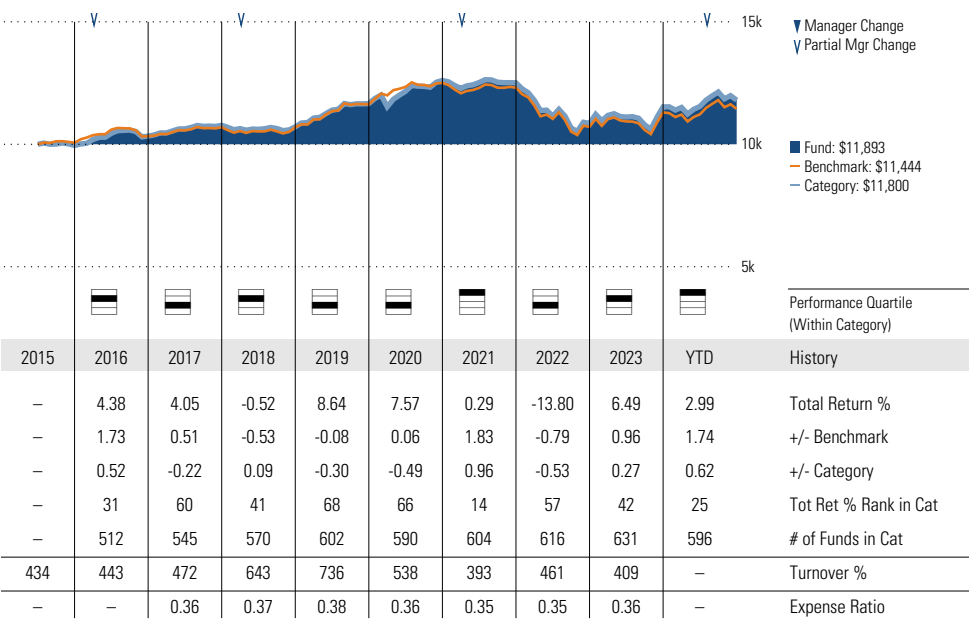 15k
▼ Manager Change
∨ Partial Mgr Change
10k
Fund: $11,893
Benchmark: $11,444
Category: $11,800
5k
Performance Quartile
(Within Category)
2015 2016 2017 2018 2019 2020 2021 2022 2023 YTD History
– 4.38 4.05 -0.52 8.64 7.57 0.29 -13.80 6.49 2.99 Total Return %
– 1.73 0.51 -0.53 -0.08 0.06 1.83 -0.79 0.96 1.74 +/- Benchmark
– 0.52 -0.22 0.09 -0.30 -0.49 0.96 -0.53 0.27 0.62 +/- Category
– 31 60 41 68 66 14 57 42 25 Tot Ret % Rank in Cat
– 512 545 570 602 590 604 616 631 596 # of Funds in Cat
434 443 472 643 736 538 393 461 409 – Turnover %
– – 0.36 0.37 0.38 0.36 0.35 0.35 0.36 – Expense Ratio